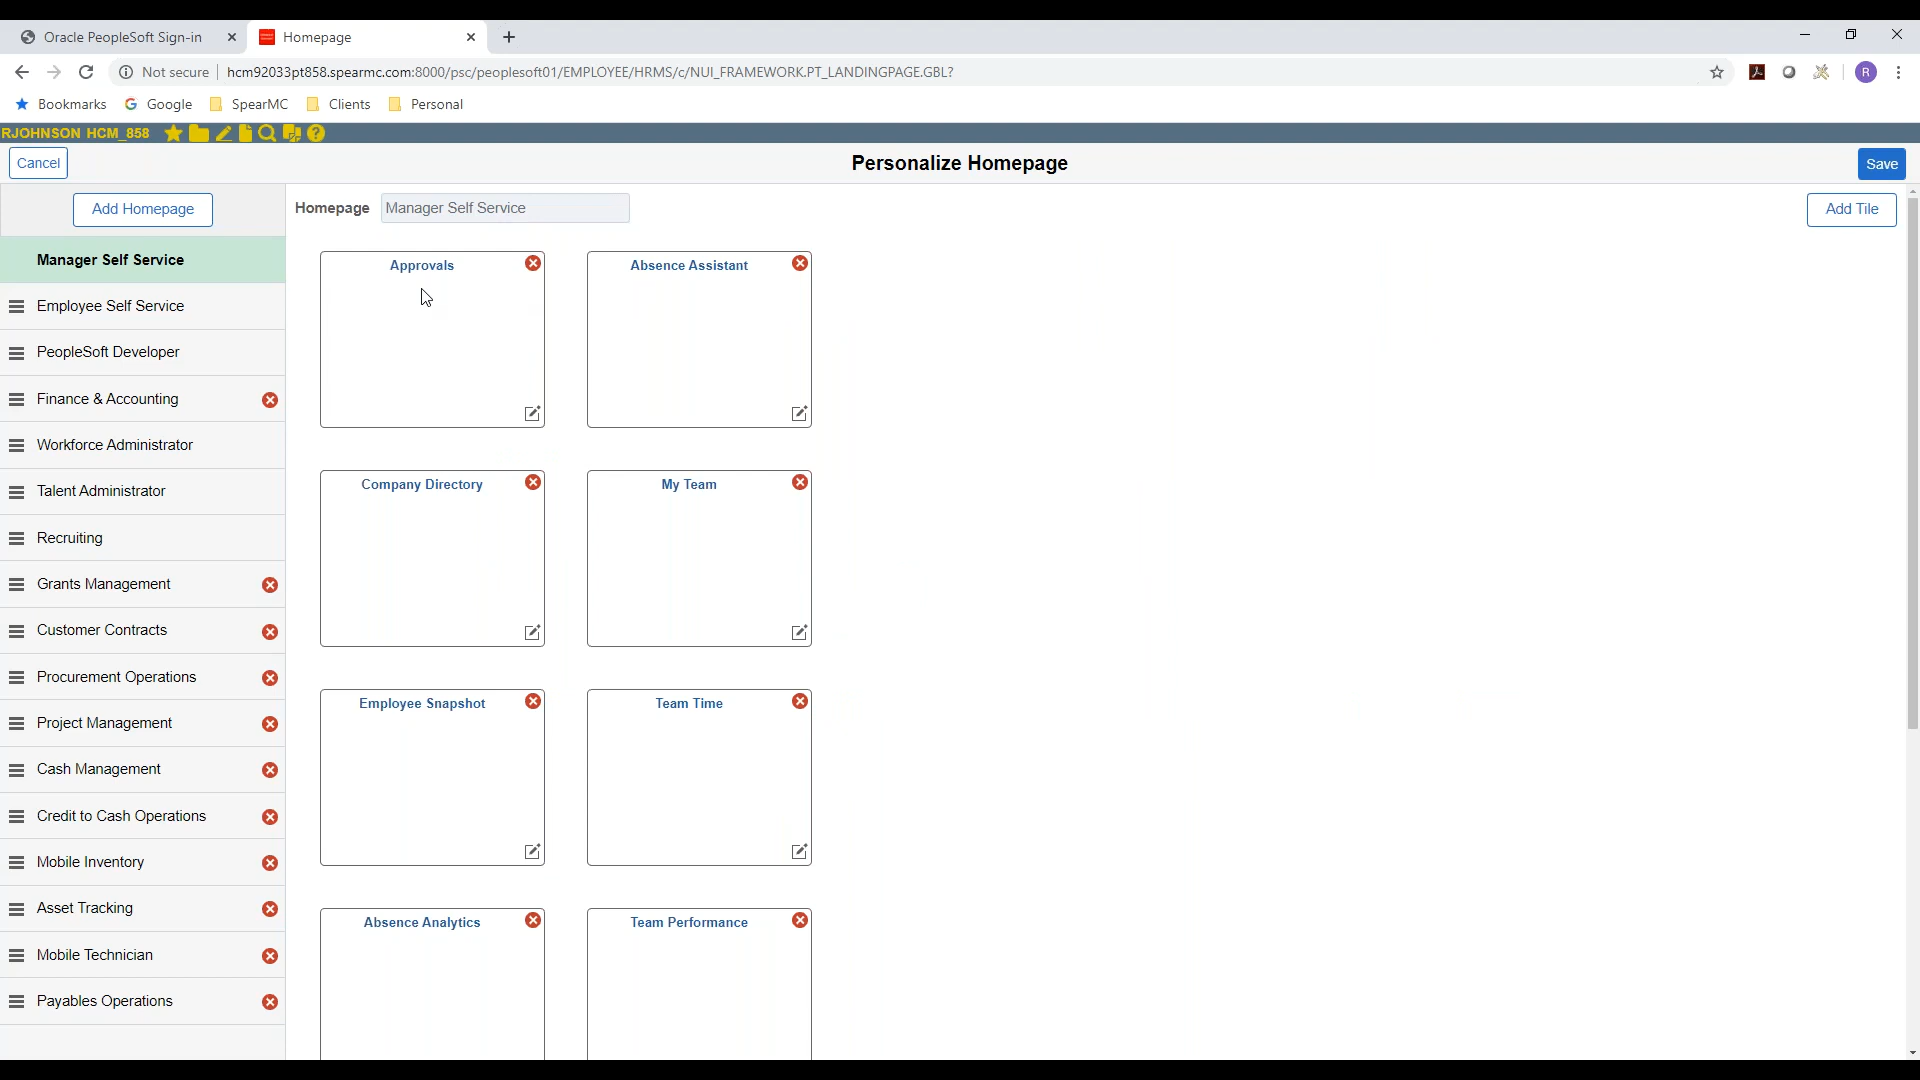 Oracle PeopleSoft Sign-in
Homepage
Not secure hcm92033pt858.spearmc.com:8000/psc/peoplesoft01/EMPLOYEE/HRMS/c/NUI_FRAMEWORK.PT_LANDINGPAGE.GBL?
R
Bookmarks Google SpearMC Clients Personal
RJOHNSON HCM_858
Cancel
Personalize Homepage
Save
Add Homepage
Homepage Manager Self Service
Add Tile
Manager Self Service
Employee Self Service
PeopleSoft Developer
Finance & Accounting
Workforce Administrator
Talent Administrator
Recruiting
Grants Management
Customer Contracts
Procurement Operations
Project Management
Cash Management
Credit to Cash Operations
Mobile Inventory
Asset Tracking
Mobile Technician
Payables Operations
Approvals
Absence Assistant
Company Directory
My Team
Employee Snapshot
Team Time
Absence Analytics
Team Performance